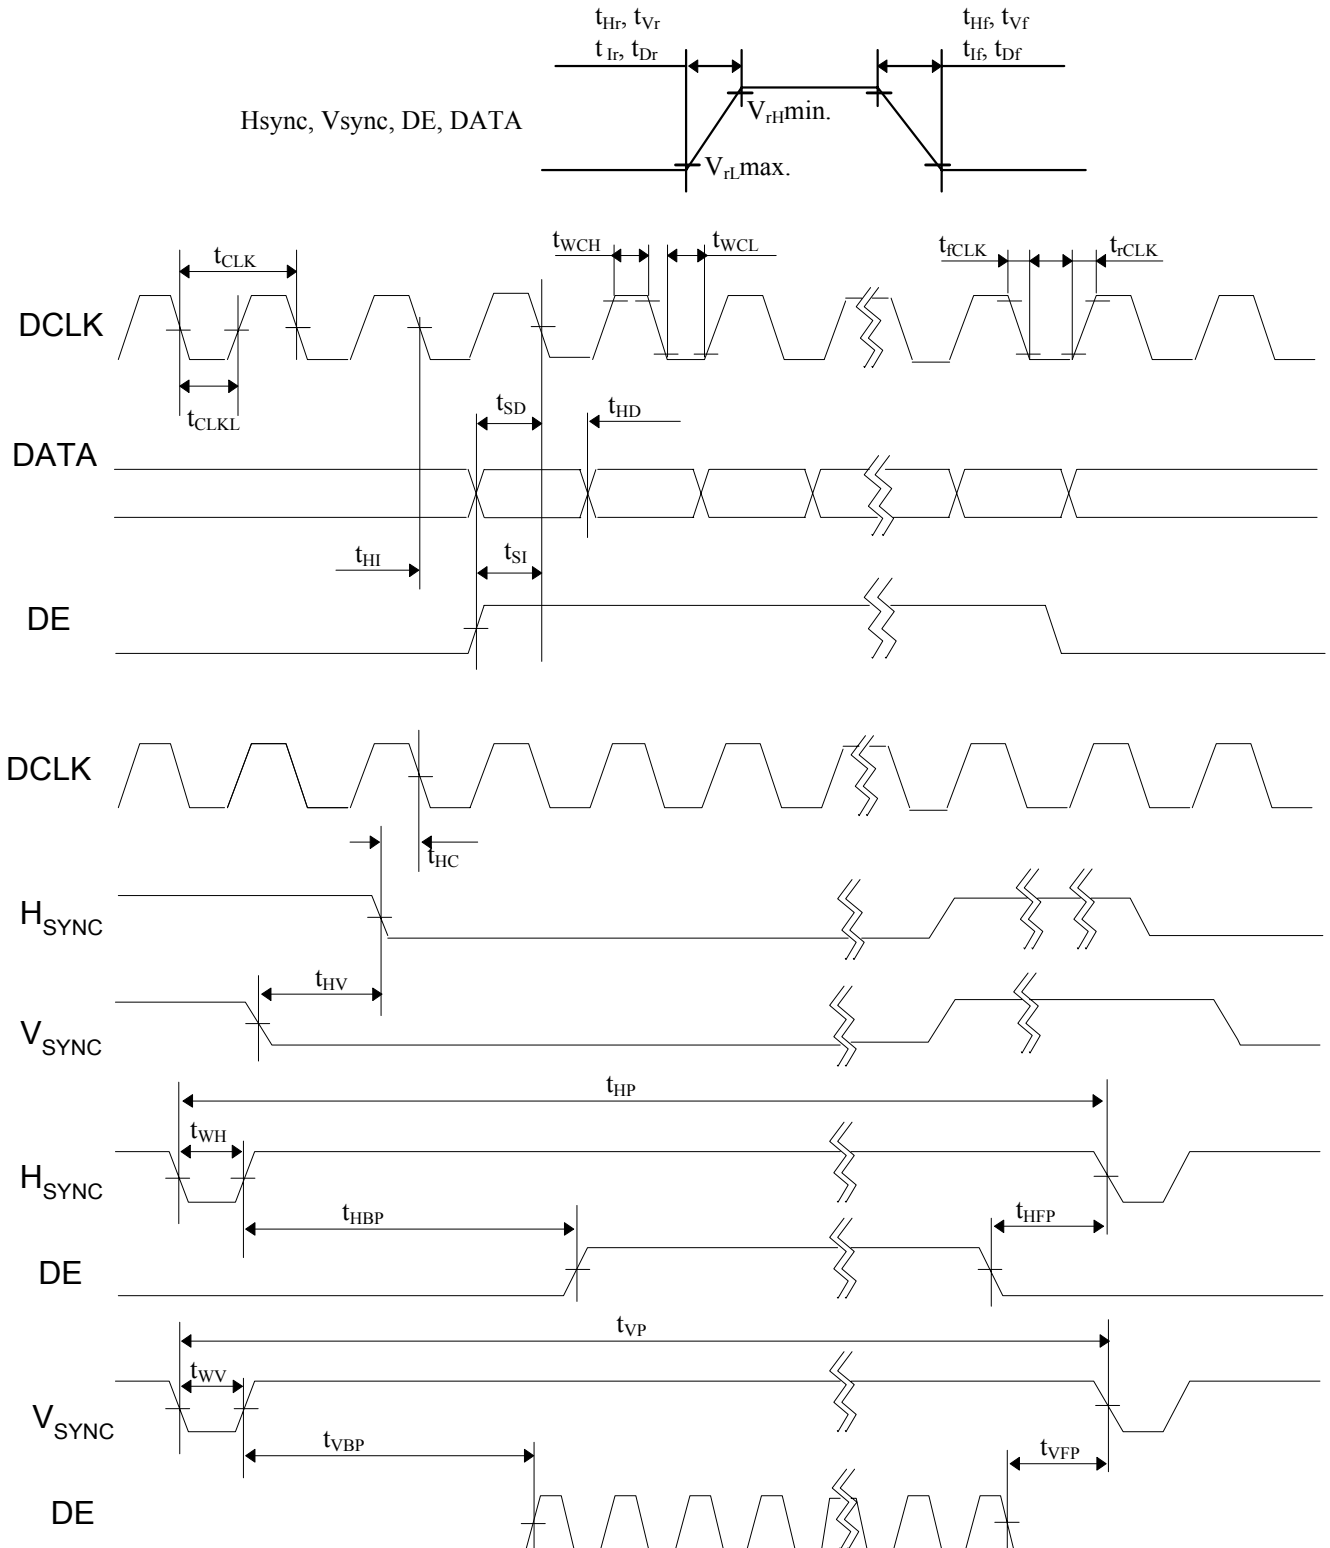 tHr, tVr
tHf, tVf
tIr, tDr
tIf, tDf
Hsync, Vsync, DE, DATA
VrHmin.
VrLmax.
tCLK
tWCH
tWCL
tfCLK
trCLK
DCLK
tCLKL
tSD
tHD
DATA
tHI
tSI
DE
DCLK
tHC
HSYNC
tHV
VSYNC
tHP
tWH
HSYNC
tHBP
tHFP
DE
tVP
tWV
VSYNC
tVBP
tVFP
DE